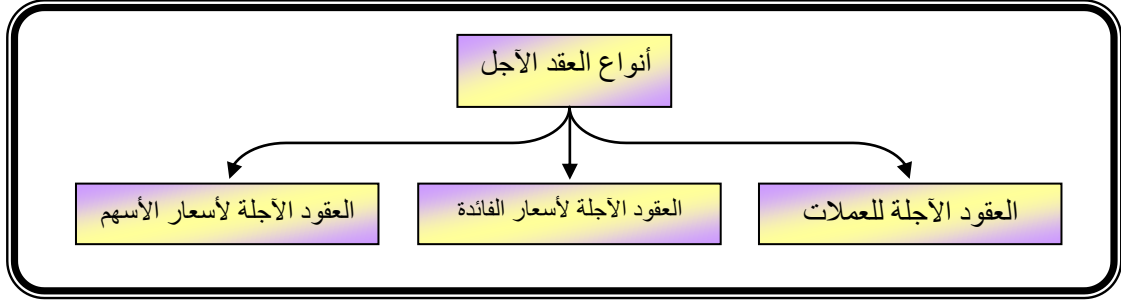 أنواع العقد الآجل
العقود الآجلة للعملات
العقود الآجلة لأسعار الفائدة
العقود الآجلة لأسعار الأسهم